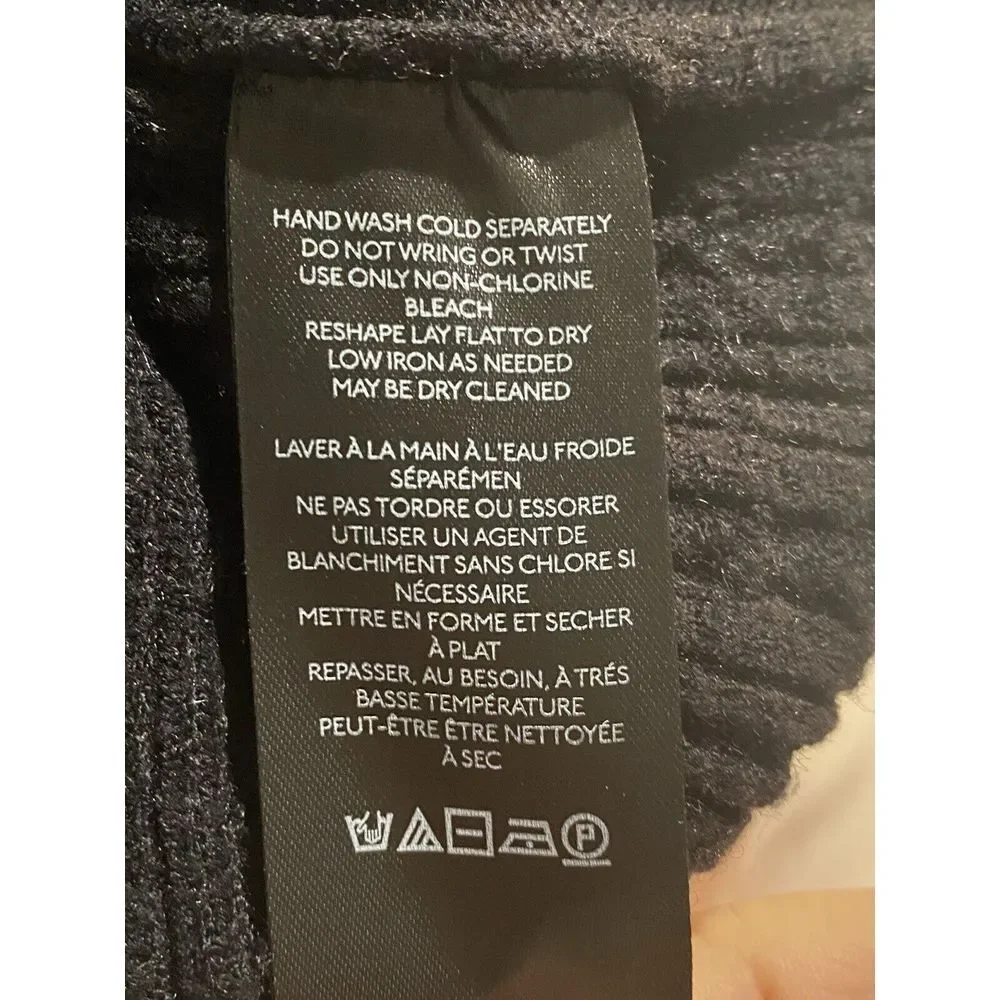 HAND WASH COLD SEPARATELY
DO NOT WRING OR TWIST
USE ONLY NON-CHLORINE
BLEACH
RESHAPE LAY FLAT TO DRY
LOW IRON AS NEEDED
MAY BE DRY CLEANED
LAVER À LA MAIN À L'EAU FROIDE
SÉPARÉMEN
NE PAS TORDRE OU ESSORER
UTILISER UN AGENT DE
BLANCHIMENT SANS CHLORE SI
NÉCESSAIRE
METTRE EN FORME ET SECHER
À PLAT
REPASSER, AU BESOIN, À TRÉS
BASSE TEMPÉRATURE
PEUT-ÊTRE ÊTRE NETTOYÉE
À SEC
P